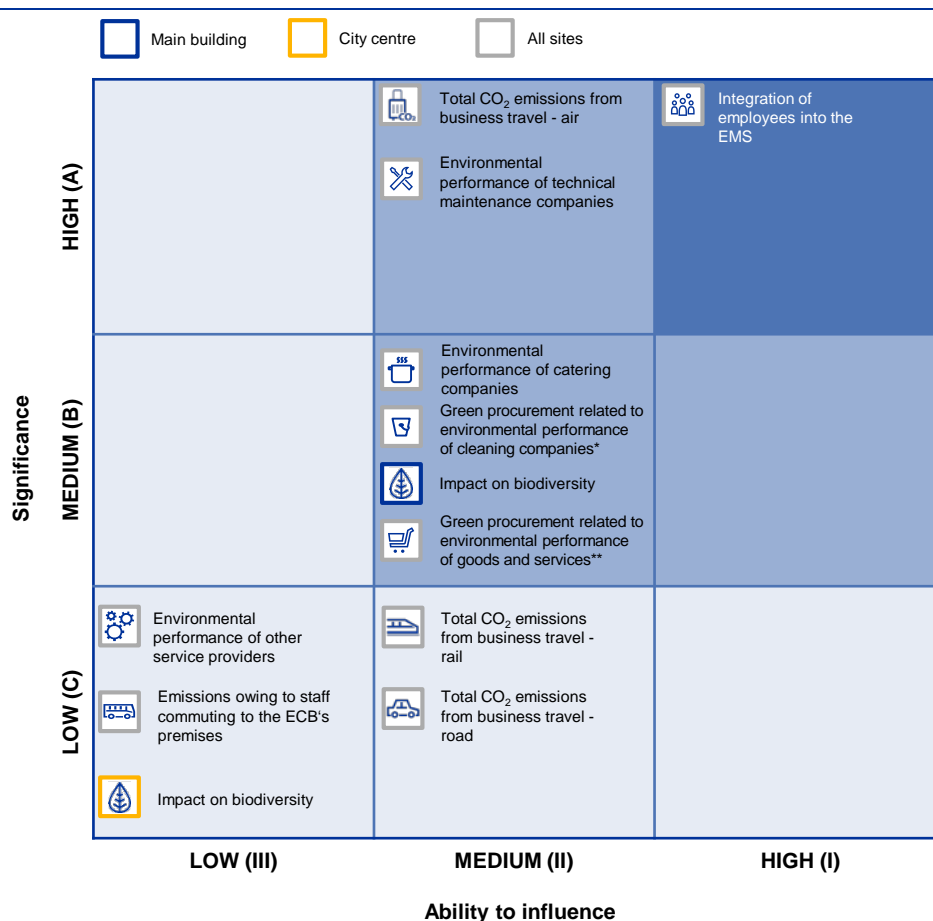 Main building
City centre
All sites
Significance
HIGH (A)
MEDIUM (B)
LOW (C)
CO₂
Total CO₂ emissions from
business travel - air
Environmental
performance of technical
maintenance companies
Integration of
employees into the
EMS
Environmental
performance of catering
companies
Green procurement related to
environmental performance
of cleaning companies*
Impact on biodiversity
Green procurement related to
environmental performance
of goods and services**
Environmental
performance of other
service providers
Emissions owing to staff
commuting to the ECB‘s
premises
Impact on biodiversity
Total CO₂ emissions
from business travel -
rail
Total CO₂ emissions
from business travel -
road
LOW (III)
MEDIUM (II)
HIGH (I)
Ability to influence